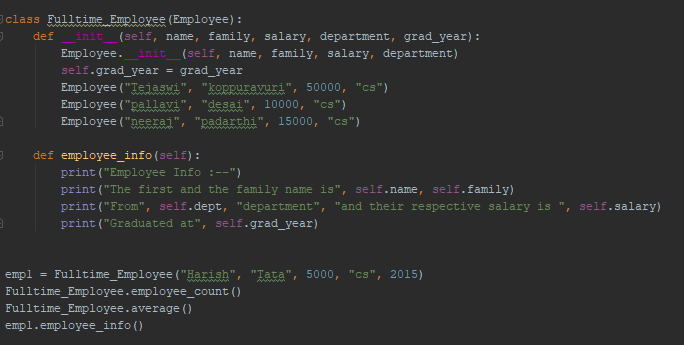 class Fulltime_Employee(Employee):
    def __init__(self, name, family, salary, department, grad_year):
        Employee.__init__(self, name, family, salary, department)
        self.grad_year = grad_year
        Employee("Tejaswi", "koppuravuri", 50000, "cs")
        Employee("pallavi", "desai", 10000, "cs")
        Employee("neeraj", "padarthi", 15000, "cs")

    def employee_info(self):
        print("Employee Info :--")
        print("The first and the family name is", self.name, self.family)
        print("From", self.dept, "department", "and their respective salary is ", self.salary)
        print("Graduated at", self.grad_year)


emp1 = Fulltime_Employee("Harish", "Tata", 5000, "cs", 2015)
Fulltime_Employee.employee_count()
Fulltime_Employee.average()
emp1.employee_info()